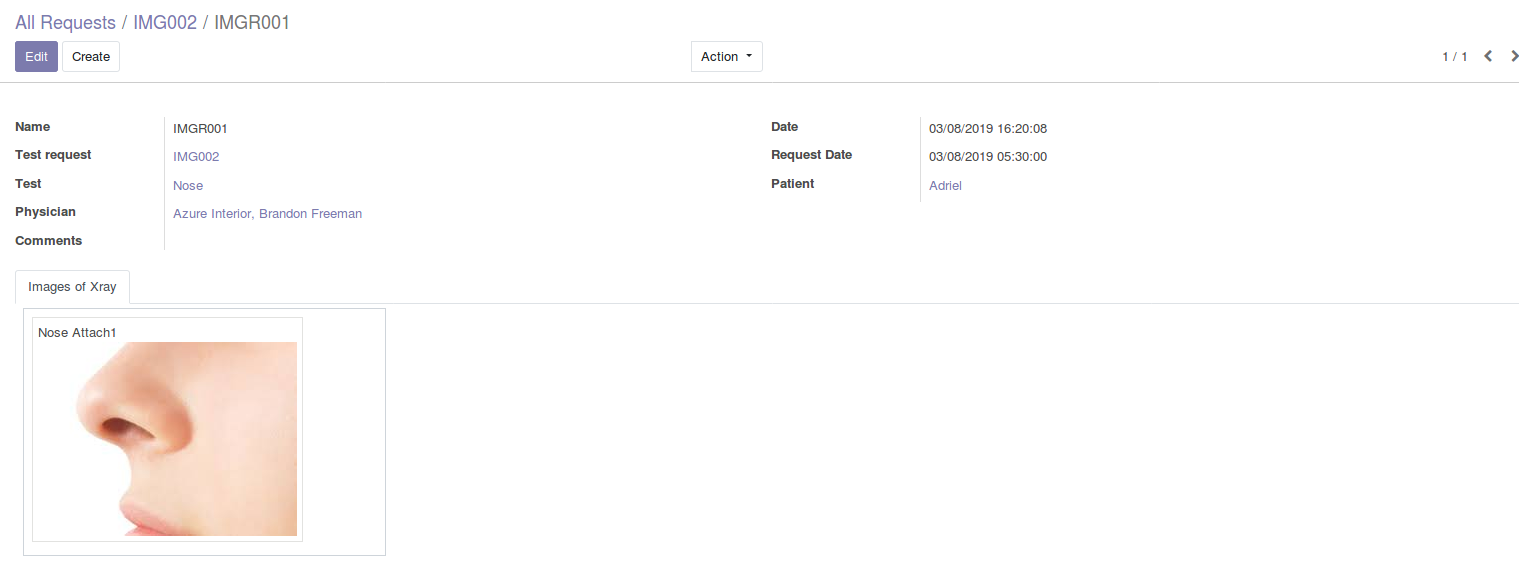 All Requests / IMG002 / IMGR001
Edit Create Action 1 / 1
Name IMGR001 Date 03/08/2019 16:20:08
Test request IMG002 Request Date 03/08/2019 05:30:00
Test Nose Patient Adriel
Physician Azure Interior, Brandon Freeman
Comments
Images of Xray
Nose Attach1